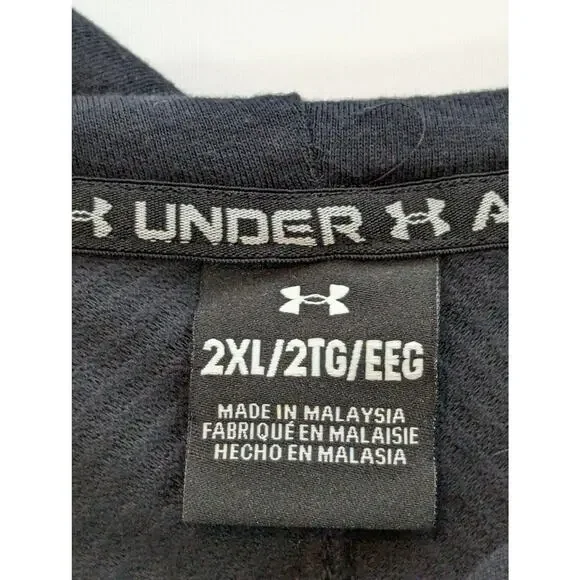 UNDER A
2XL/2TG/EEG
MADE IN MALAYSIA
FABRIQUÉ EN MALAISIE
HECHO EN MALASIA